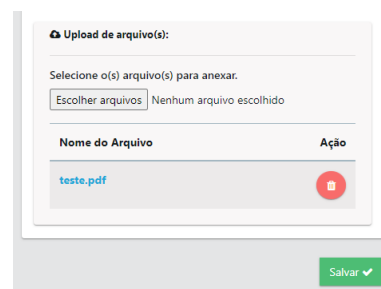 Upload de arquivo(s):
Selecione o(s) arquivo(s) para anexar.
Escolher arquivos Nenhum arquivo escolhido
Nome do Arquivo Ação
teste.pdf
Salvar